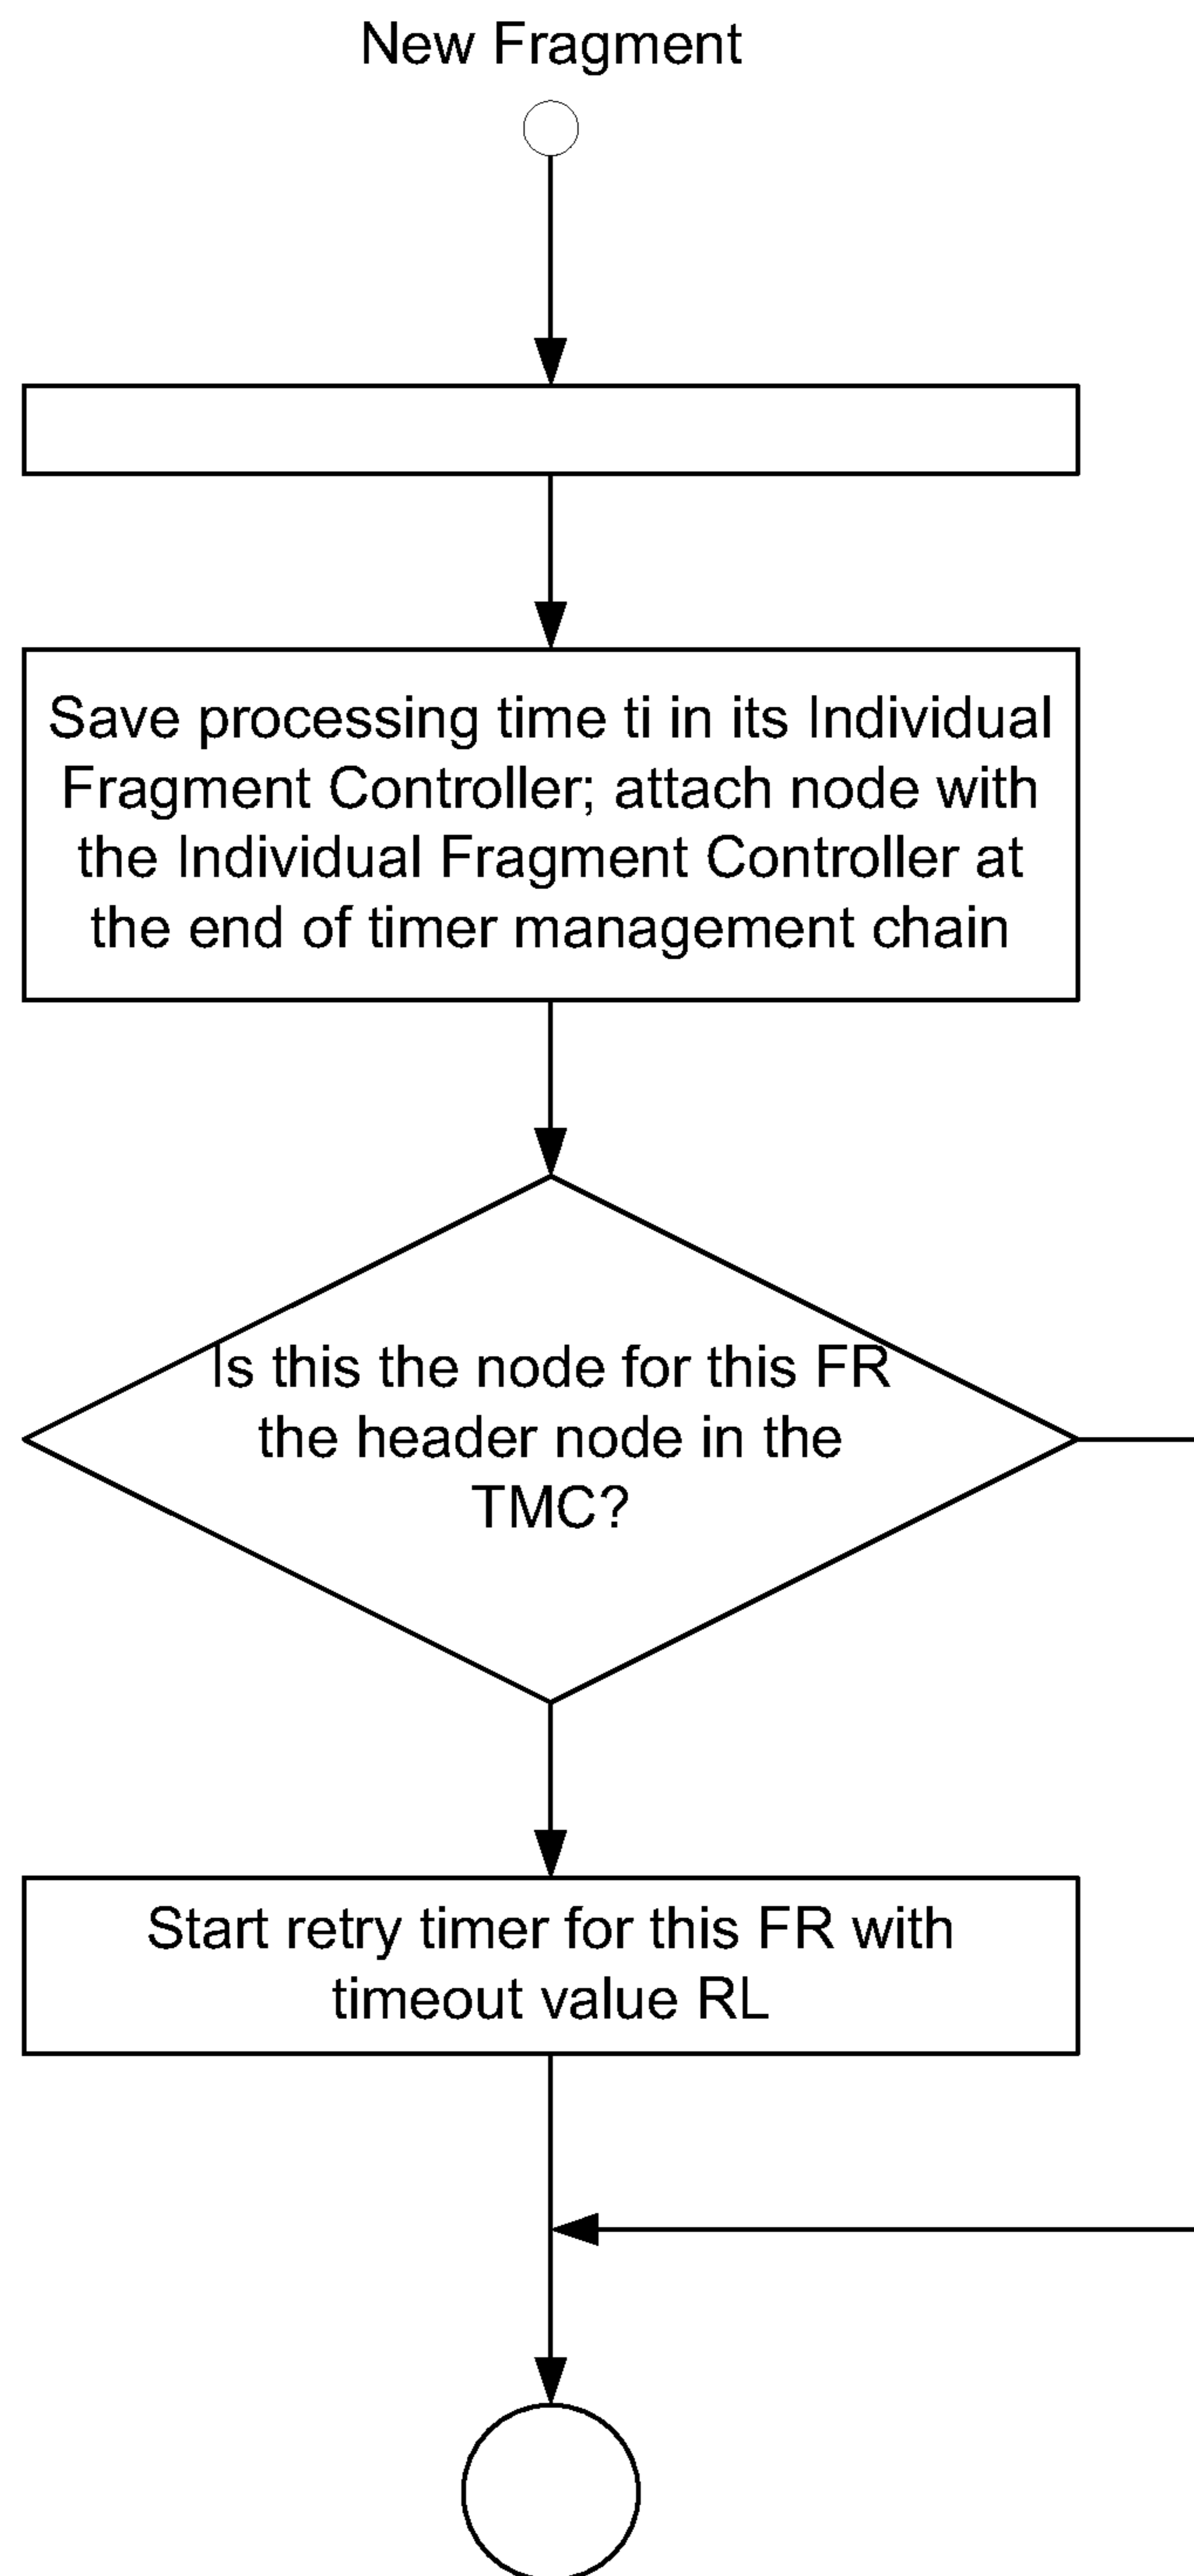 New Fragment
Save processing time ti in its Individual
Fragment Controller; attach node with
the Individual Fragment Controller at
the end of timer management chain
Is this the node for this FR
the header node in the
TMC?
Start retry timer for this FR with
timeout value RL